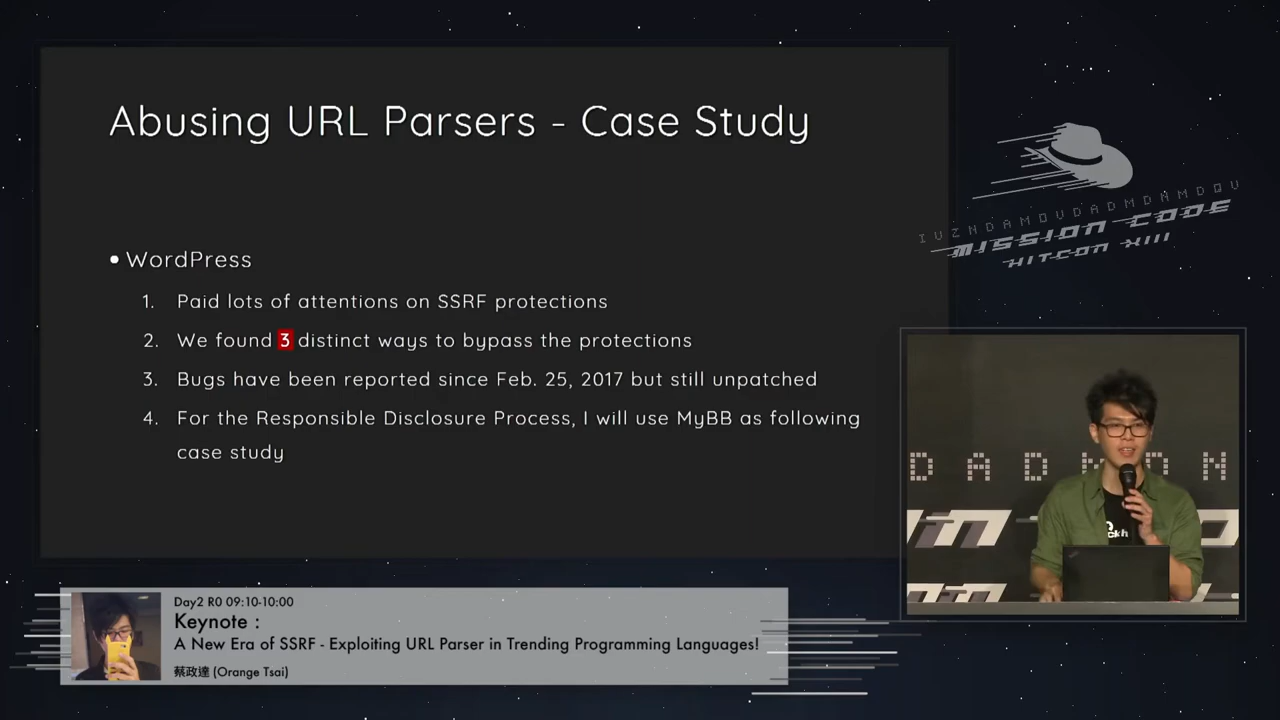 Abusing URL Parsers - Case Study
• WordPress
1. Paid lots of attentions on SSRF protections
2. We found 3 distinct ways to bypass the protections
3. Bugs have been reported since Feb. 25, 2017 but still unpatched
4. For the Responsible Disclosure Process, I will use MyBB as following
case study
IVZNDAMOVDADMDNMDQV
MISSION CODE
HITCON XIII
D A D M D N M
Day2 R0 09:10-10:00
Keynote :
A New Era of SSRF - Exploiting URL Parser in Trending Programming Languages!
蔡政達 (Orange Tsai)